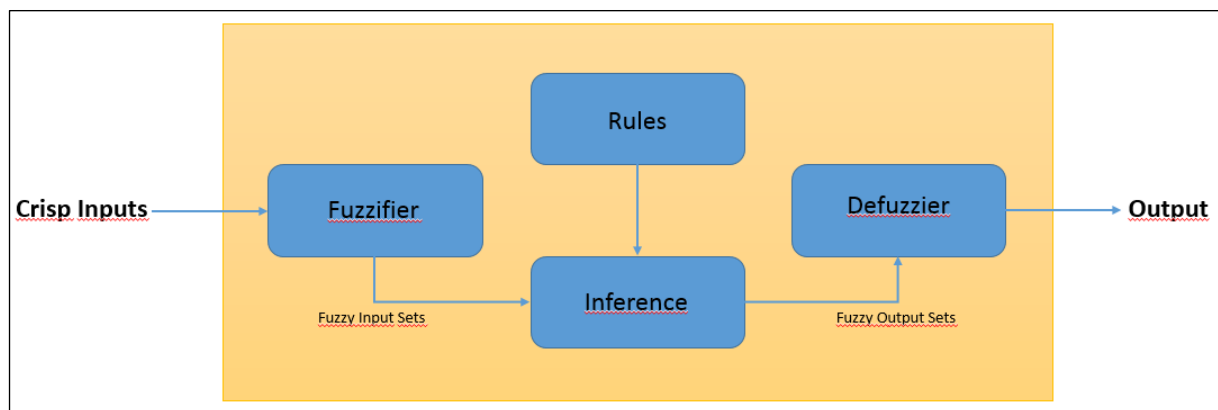 Rules
Crisp Inputs
Fuzzifier
Defuzzier
Output
Inference
Fuzzy Input Sets
Fuzzy Output Sets